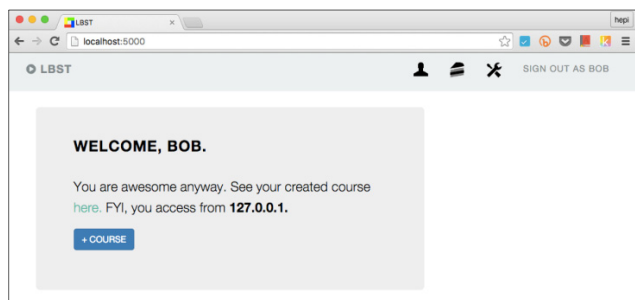 LBST
hepi
localhost:5000
LBST
SIGN OUT AS BOB
WELCOME, BOB.
You are awesome anyway. See your created course
here. FYI, you access from 127.0.0.1.
+ COURSE